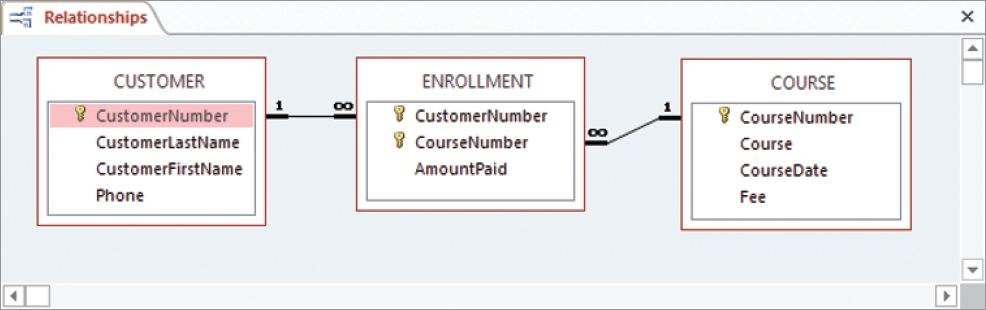 Relationships
CUSTOMER
CustomerNumber
CustomerLastName
CustomerFirstName
Phone
1 ∞
ENROLLMENT
CustomerNumber
CourseNumber
AmountPaid
∞ 1
COURSE
CourseNumber
Course
CourseDate
Fee